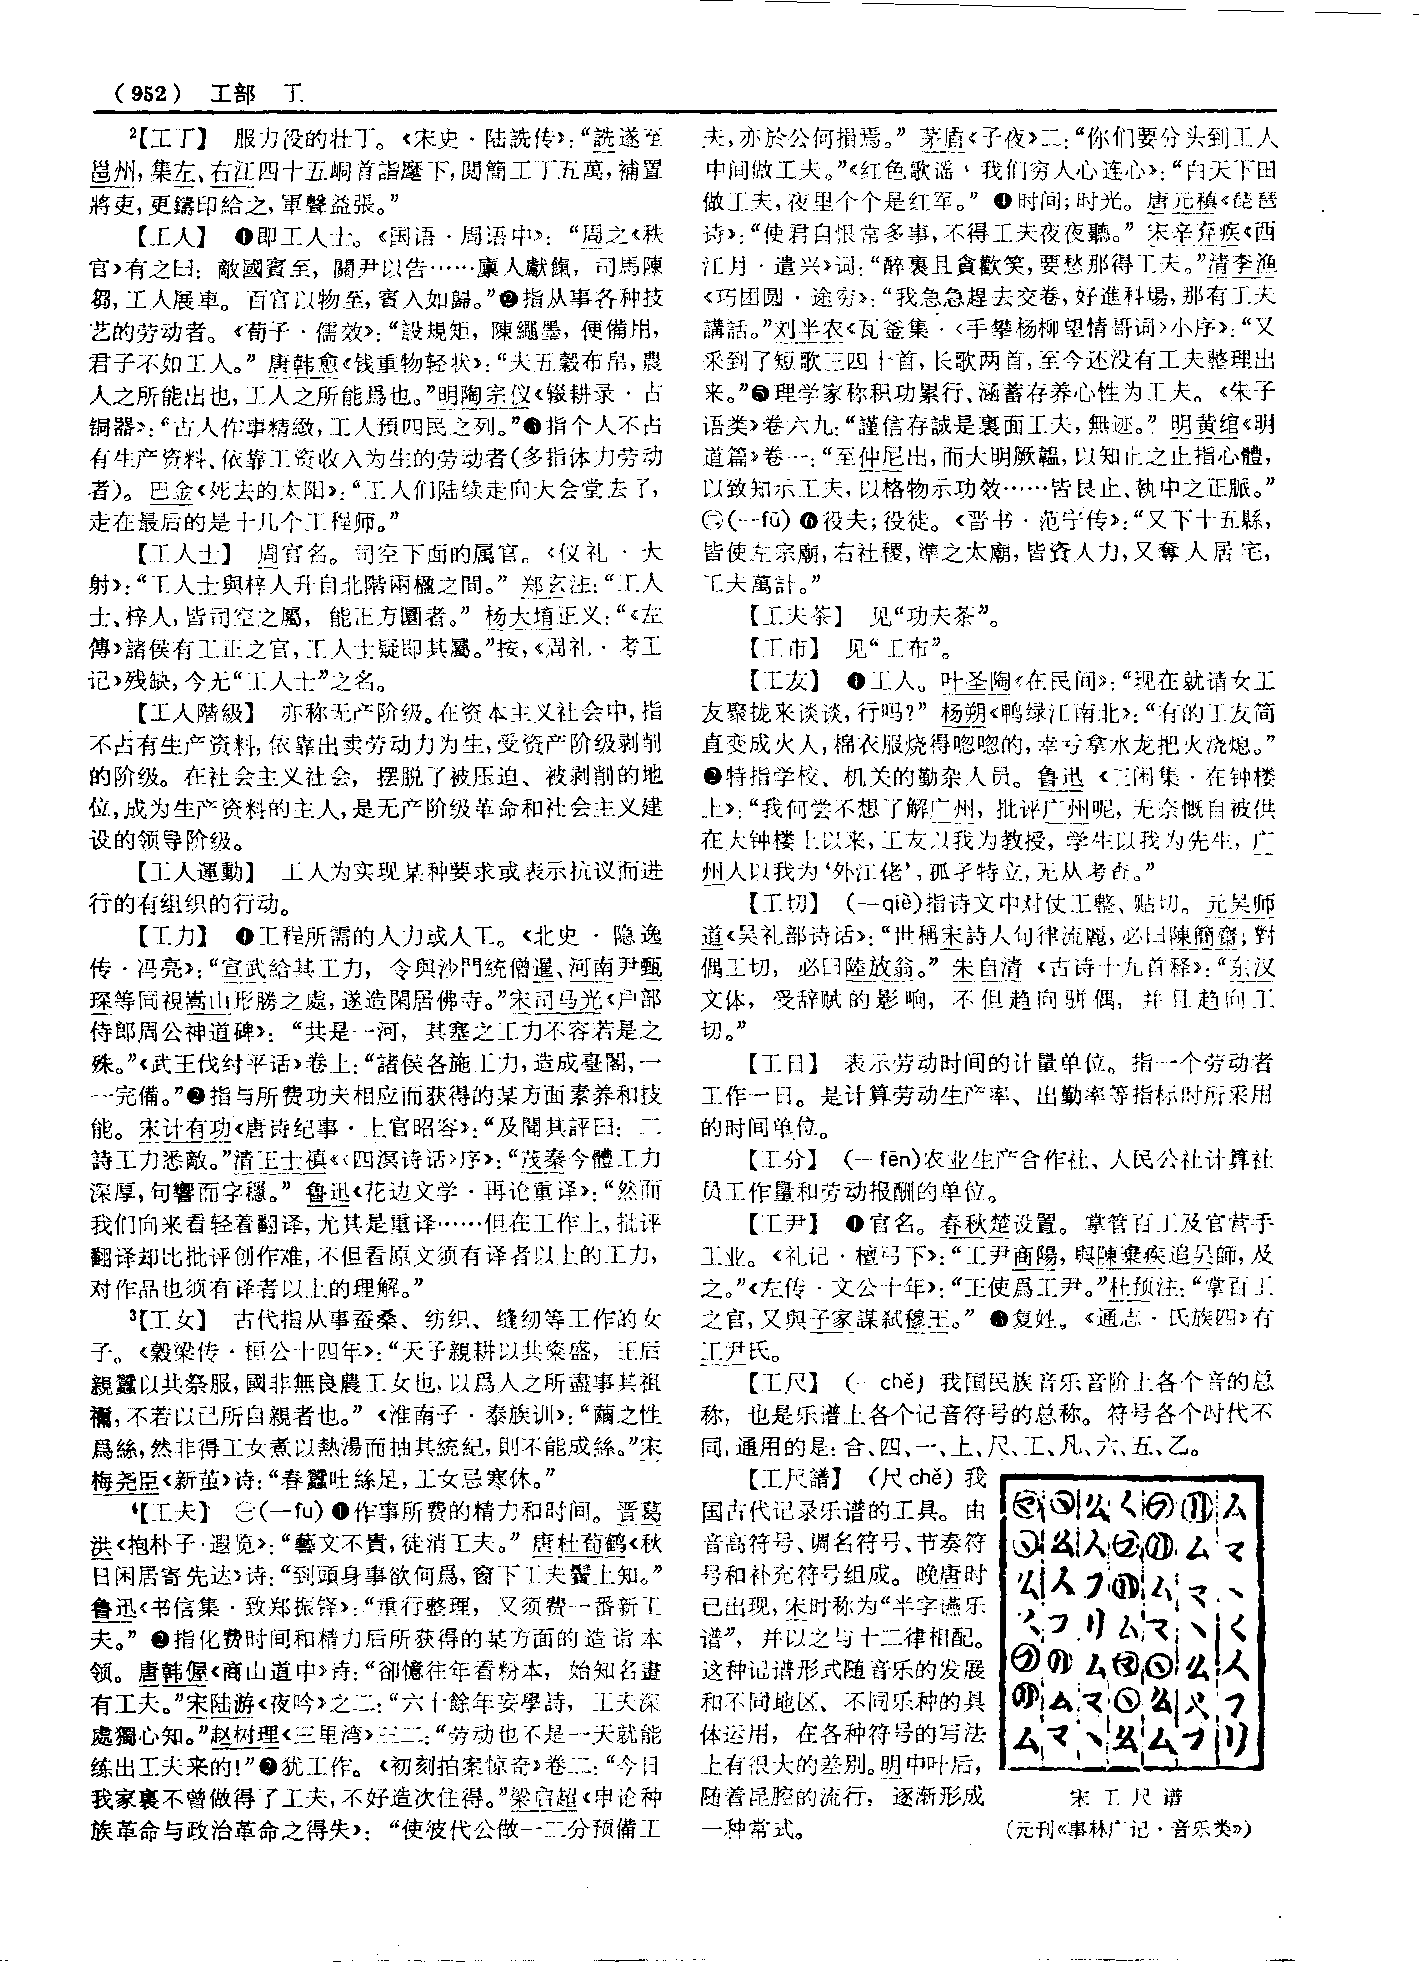 (952) 工部 工
²【工丁】 服力役的壮丁。《宋史·陆詵传》：“詵遂至
邕州，集左、右江四十五峒首詣麾下，閲簡工丁五萬，補置
將吏，更鑄印給之，軍聲益張。”
【工人】 ❶即工人士。《国语·周语中》：“周之《秩
官》有之曰：敵國賓至，關尹以告……廩人獻餼，司馬陳
芻，工人展車。百官以物至，賓入如歸。”❷指从事各种技
艺的劳动者。《荀子·儒效》：“設規矩，陳繩墨，便備用，
君子不如工人。”唐韩愈《钱重物轻状》：“夫五穀布帛，農
人之所能出也，工人之所能爲也。”明陶宗仪《辍耕录·古
铜器》：“古人作事精緻，工人預四民之列。”❸指个人不占
有生产资料、依靠工资收入为生的劳动者（多指体力劳动
者）。巴金《死去的太阳》：“工人们陆续走向大会堂去了，
走在最后的是十几个工程师。”
【工人士】 周官名。司空下面的属官。《仪礼·大
射》：“工人士與梓人升自北階兩楹之間。”郑玄注：“工人
士、梓人，皆司空之屬，能正方圜者。”杨大堉正义：“《左
傳》諸侯有工正之官，工人士疑即其屬。”按，《周礼·考工
记》残缺，今无“工人士”之名。
【工人階級】 亦称无产阶级。在资本主义社会中，指
不占有生产资料，依靠出卖劳动力为生，受资产阶级剥削
的阶级。在社会主义社会，摆脱了被压迫、被剥削的地
位，成为生产资料的主人，是无产阶级革命和社会主义建
设的领导阶级。
【工人運動】 工人为实现某种要求或表示抗议而进
行的有组织的行动。
【工力】 ❶工程所需的人力或人工。《北史·隐逸
传·冯亮》：“宣武給其工力，令與沙門統僧暹、河南尹甄
琛等同視嵩山形勝之處，遂造閑居佛寺。”宋司马光《户部
侍郎周公神道碑》：“共是一河，其塞之工力不容若是之
殊。”《武王伐纣平话》卷上：“諸侯各施工力，造成臺閣，一
一完備。”❷指与所费功夫相应而获得的某方面素养和技
能。宋计有功《唐诗纪事·上官昭容》：“及聞其評曰：二
詩工力悉敵。”清王士禛《〈四溟诗话〉序》：“茂秦今體工力
深厚，句響而字穩。”鲁迅《花边文学·再论重译》：“然而
我们向来看轻着翻译，尤其是重译……但在工作上，批评
翻译却比批评创作难，不但看原文须有译者以上的工力，
对作品也须有译者以上的理解。”
³【工女】 古代指从事蚕桑、纺织、缝纫等工作的女
子。《穀梁传·桓公十四年》：“天子親耕以共粢盛，王后
親蠶以共祭服，國非無良農工女也，以爲人之所盡事其祖
禰，不若以己所自親者也。”《淮南子·泰族训》：“繭之性
爲絲，然非得工女煮以熱湯而抽其統紀，則不能成絲。”宋
梅尧臣《新茧》诗：“春蠶吐絲足，工女忌寒休。”
⁴【工夫】 ㊀(—fu)❶作事所费的精力和时间。晋葛
洪《抱朴子·遐览》：“藝文不貴，徒消工夫。”唐杜荀鹤《秋
日闲居寄先达》诗：“到頭身事欲何爲，窗下工夫鬢上知。”
鲁迅《书信集·致郑振铎》：“重行整理，又须费一番新工
夫。”❷指化费时间和精力后所获得的某方面的造诣本
领。唐韩偓《商山道中》诗：“卻憶往年看粉本，始知名畫
有工夫。”宋陆游《夜吟》之二：“六十餘年妄學詩，工夫深
處獨心知。”赵树理《三里湾》三二：“劳动也不是一天就能
练出工夫来的！”❸犹工作。《初刻拍案惊奇》卷二：“今日
我家裏不曾做得了工夫，不好造次住得。”梁启超《申论种
族革命与政治革命之得失》：“使彼代公做一二分預備工
夫，亦於公何損焉。”茅盾《子夜》二：“你们要分头到工人
中间做工夫。”《红色歌谣·我们穷人心连心》：“白天下田
做工夫，夜里个个是红军。”❹时间；时光。唐元稹《琵琶
诗》：“使君自恨常多事，不得工夫夜夜聽。”宋辛弃疾《西
江月·遣兴》词：“醉裏且貪歡笑，要愁那得工夫。”清李渔
《巧团圆·途穷》：“我急急趕去交卷，好進科場，那有工夫
講話。”刘半农《瓦釜集·〈手攀杨柳望情哥词〉小序》：“又
采到了短歌三四十首，长歌两首，至今还没有工夫整理出
来。”❺理学家称积功累行、涵蓄存养心性为工夫。《朱子
语类》卷六九：“謹信存誠是裏面工夫，無迹。”明黄绾《明
道篇》卷一：“至仲尼出，而大明厥藴，以知止之止指心體，
以致知示工夫，以格物示功效……皆艮止、執中之正脈。”
㊁(—fū)❻役夫；役徒。《晋书·范宁传》：“又下十五縣，
皆使左宗廟，右社稷，準之太廟，皆資人力，又奪人居宅，
工夫萬計。”
【工夫茶】 见“功夫茶”。
【工市】 见“工布”。
【工友】 ❶工人。叶圣陶《在民间》：“现在就请女工
友聚拢来谈谈，行吗？”杨朔《鸭绿江南北》：“有的工友简
直变成火人，棉衣服烧得唿唿的，幸亏拿水龙把火浇熄。”
❷特指学校、机关的勤杂人员。鲁迅《三闲集·在钟楼
上》：“我何尝不想了解广州，批评广州呢，无奈慨自被供
在大钟楼上以来，工友以我为教授，学生以我为先生，广
州人以我为‘外江佬’，孤孑特立，无从考查。”
【工切】 (—qiè)指诗文中对仗工整、贴切。元吴师
道《吴礼部诗话》：“世稱宋詩人句律流麗，必曰陳簡齋；對
偶工切，必曰陸放翁。”朱自清《古诗十九首释》：“东汉
文体，受辞赋的影响，不但趋向骈偶，并且趋向工
切。”
【工日】 表示劳动时间的计量单位。指一个劳动者
工作一日。是计算劳动生产率、出勤率等指标时所采用
的时间单位。
【工分】 (—fēn)农业生产合作社、人民公社计算社
员工作量和劳动报酬的单位。
【工尹】 ❶官名。春秋楚设置。掌管百工及官营手
工业。《礼记·檀弓下》：“工尹商陽，與陳棄疾追吴師，及
之。”《左传·文公十年》：“王使爲工尹。”杜预注：“掌百工
之官，又與子家謀弑穆王。”❷复姓。《通志·氏族四》有
工尹氏。
【工尺】 (—chě)我国民族音乐音阶上各个音的总
称，也是乐谱上各个记音符号的总称。符号各个时代不
同，通用的是：合、四、一、上、尺、工、凡、六、五、乙。
【工尺譜】 (尺chě)我
国古代记录乐谱的工具。由
音高符号、调名符号、节奏符
号和补充符号组成。晚唐时
已出现，宋时称为“半字谱燕乐
谱”，并以之与十二律相配。
这种记谱形式随音乐的发展
和不同地区、不同乐种的具
体运用，在各种符号的写法
上有很大的差别。明中叶后，
随着昆腔的流行，逐渐形成
一种常式。
宋工尺谱
（元刊《事林广记·音乐类》）